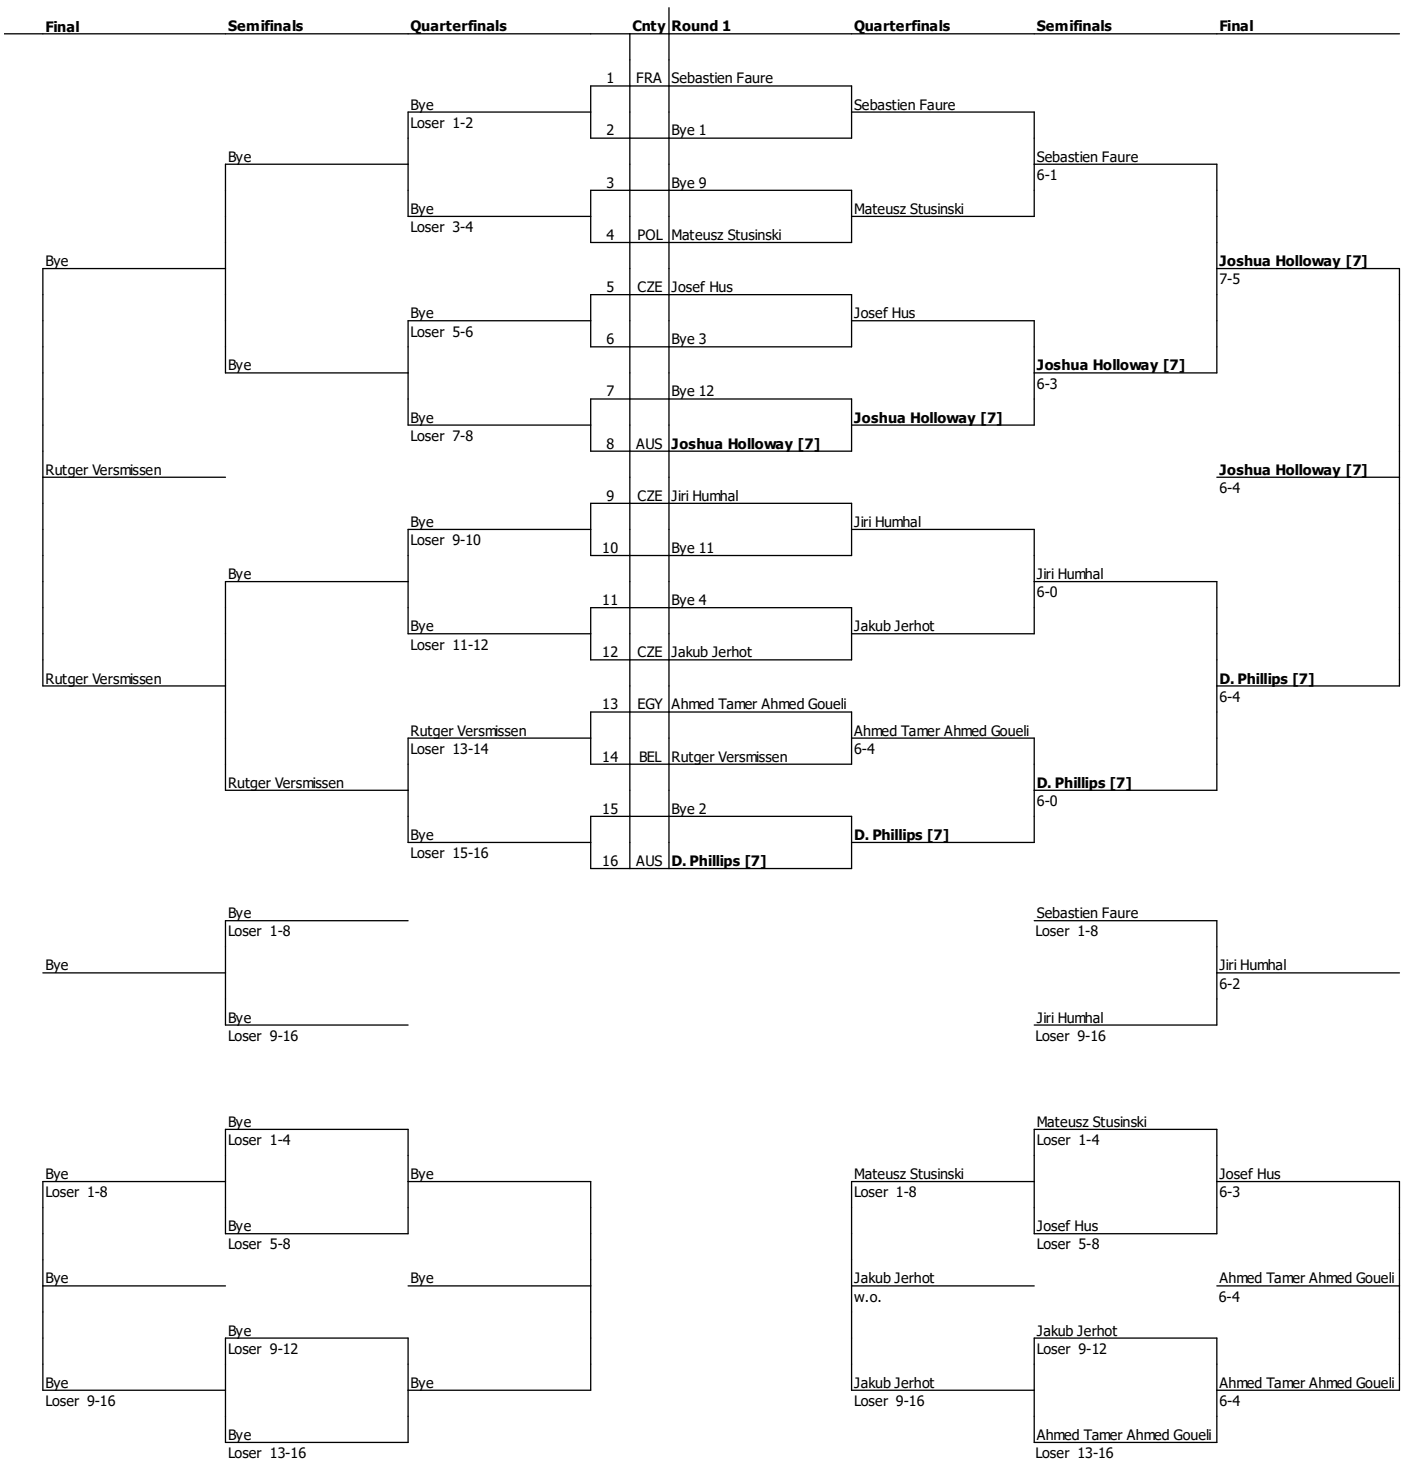 Final Semifinals Quarterfinals Cnty Round 1 Quarterfinals Semifinals Final
1 FRA Sebastien Faure
Bye Sebastien Faure
Loser 1-2
2 Bye 1
Bye Sebastien Faure
6-1
3 Bye 9
Bye Mateusz Stusinski
Loser 3-4
4 POL Mateusz Stusinski
Bye Joshua Holloway [7]
7-5
5 CZE Josef Hus
Bye Josef Hus
Loser 5-6
6 Bye 3
Bye Joshua Holloway [7]
6-3
7 Bye 12
Bye Joshua Holloway [7]
Loser 7-8
8 AUS Joshua Holloway [7]
Rutger Versmissen Joshua Holloway [7]
6-4
9 CZE Jiri Humhal
Bye Jiri Humhal
Loser 9-10
10 Bye 11
Bye Jiri Humhal
6-0
11 Bye 4
Bye Jakub Jerhot
Loser 11-12
12 CZE Jakub Jerhot
Rutger Versmissen D. Phillips [7]
6-4
13 EGY Ahmed Tamer Ahmed Goueli
Rutger Versmissen Ahmed Tamer Ahmed Goueli
Loser 13-14 6-4
14 BEL Rutger Versmissen
Rutger Versmissen D. Phillips [7]
6-0
15 Bye 2
Bye D. Phillips [7]
Loser 15-16
16 AUS D. Phillips [7]
Bye Sebastien Faure
Loser 1-8 Loser 1-8
Bye Jiri Humhal
6-2
Bye Jiri Humhal
Loser 9-16 Loser 9-16
Bye Mateusz Stusinski
Loser 1-4 Loser 1-4
Bye Bye Mateusz Stusinski Josef Hus
Loser 1-8 Loser 1-8 6-3
Bye Josef Hus
Loser 5-8 Loser 5-8
Bye Bye Jakub Jerhot Ahmed Tamer Ahmed Goueli
w.o. 6-4
Bye Jakub Jerhot
Loser 9-12 Loser 9-12
Bye Bye Jakub Jerhot Ahmed Tamer Ahmed Goueli
Loser 9-16 Loser 9-16 6-4
Bye Ahmed Tamer Ahmed Goueli
Loser 13-16 Loser 13-16